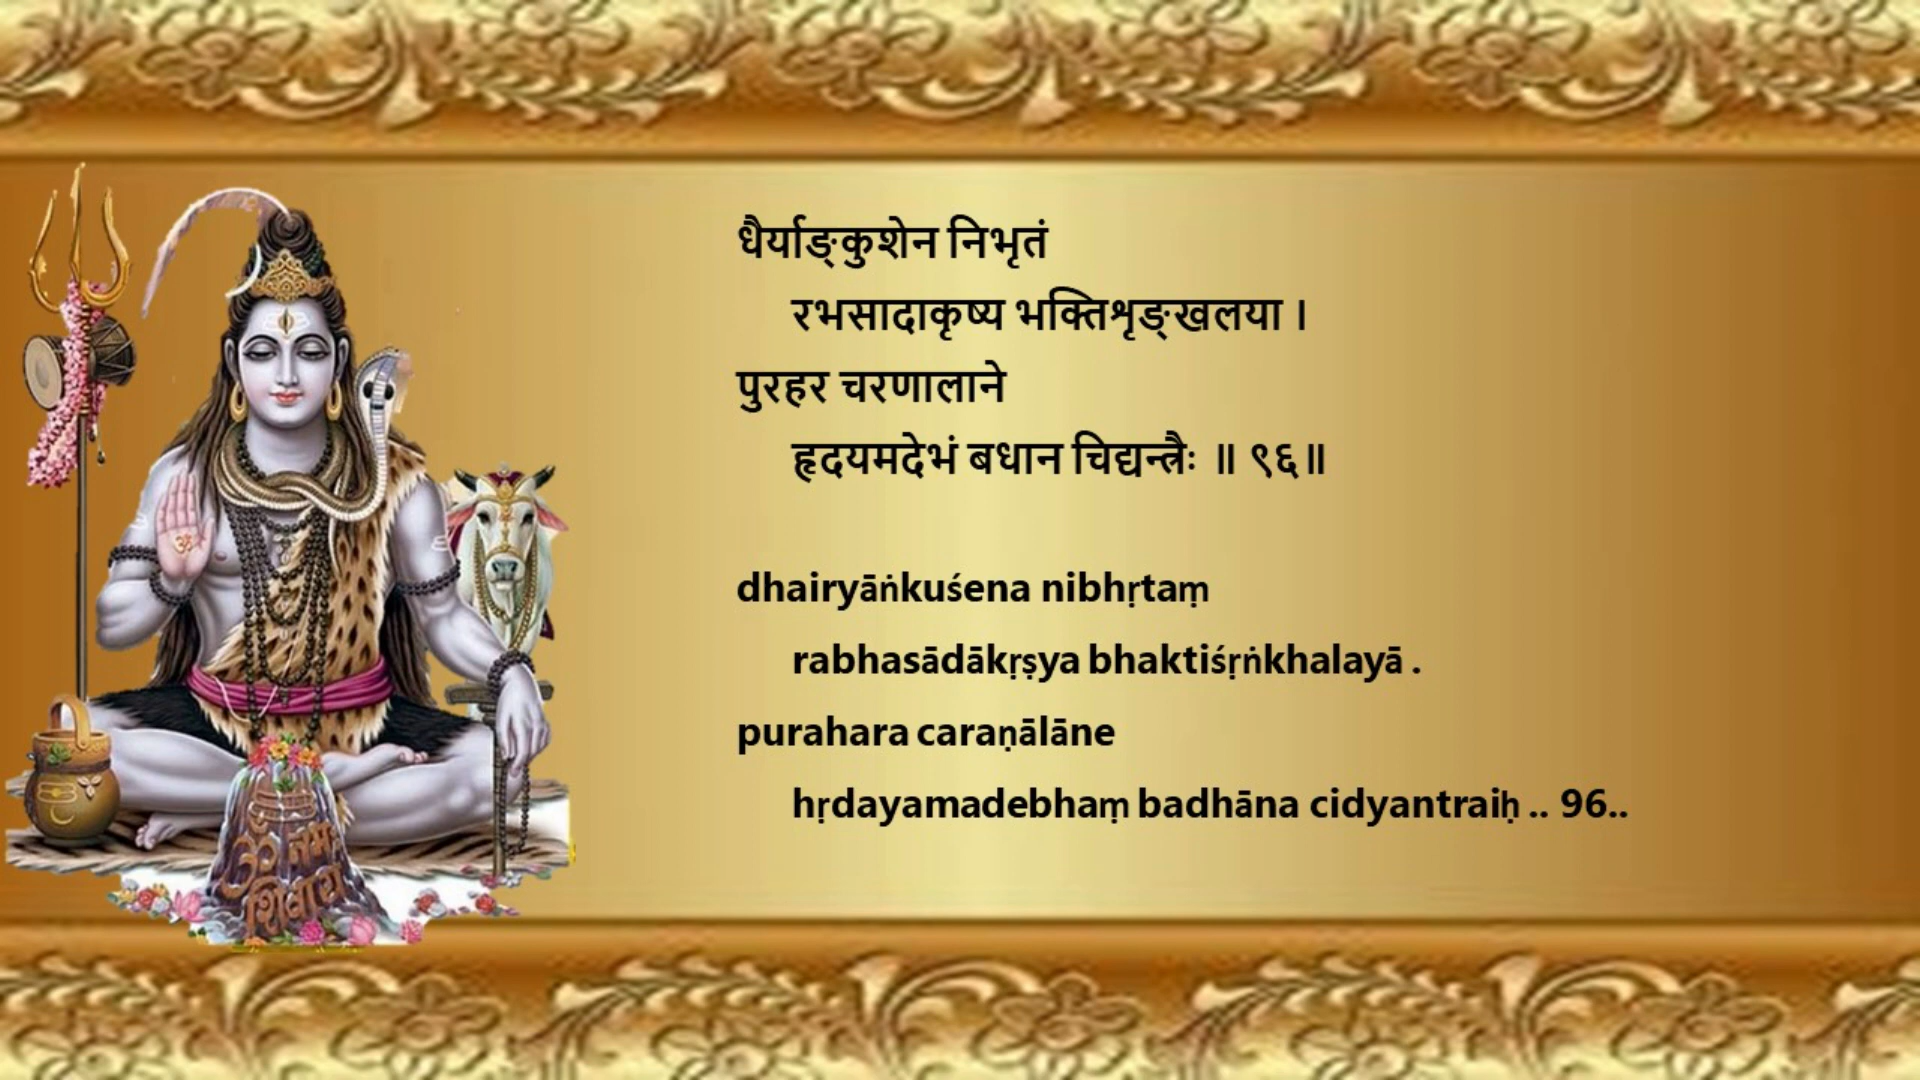 धैर्याङ्कुशेन निभृतं
रभसादाकृष्य भक्तिशृङ्खलया ।
पुरहर चरणालाने
हृदयमदेभं बधान चिद्यन्त्रैः ॥ ९६॥
dhairyāṅkuśena nibhṛtaṃ
rabhasādākṛṣya bhaktiśṛṅkhalayā .
purahara caraṇālāne
hṛdayamadebhaṃ badhāna cidyantraiḥ .. 96..
ॐ
ॐ नमः
शिवाय